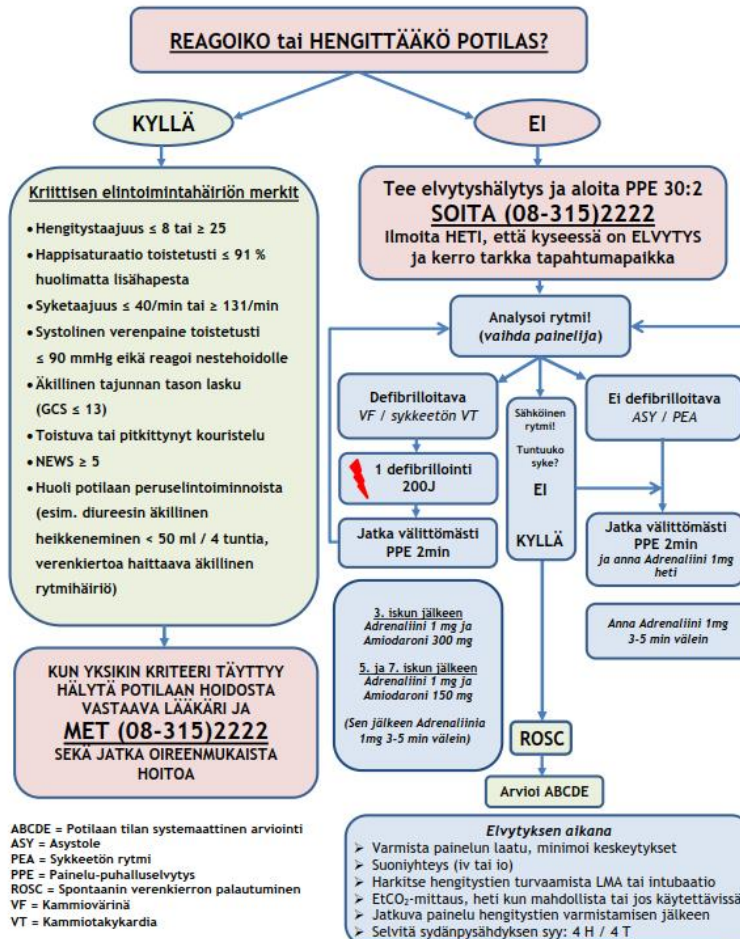 REAGOIKO tai HENGITTÄÄKÖ POTILAS?
KYLLÄ
EI
Kriittisen elintoimintahäiriön merkit
• Hengitystaajuus ≤ 8 tai ≥ 25
• Happisaturaatio toistetusti ≤ 91 %
huolimatta lisähapesta
• Syketaajuus ≤ 40/min tai ≥ 131/min
• Systolinen verenpaine toistetusti
≤ 90 mmHg eikä reagoi nestehoidolle
• Äkillinen tajunnan tason lasku
(GCS ≤ 13)
• Toistuva tai pitkittynyt kouristelu
• NEWS ≥ 5
• Huoli potilaan peruselintoiminnoista
(esim. diureesin äkillinen
heikkeneminen < 50 ml / 4 tuntia,
verenkiertoa haittaava äkillinen
rytmihäiriö)
KUN YKSIKIN KRITEERI TÄYTTYY
HÄLYTÄ POTILAAN HOIDOSTA
VASTAAVA LÄÄKÄRI JA
MET (08-315)2222
SEKÄ JATKA OIREENMUKAISTA
HOITOA
Tee elvytyshälytys ja aloita PPE 30:2
SOITA (08-315)2222
Ilmoita HETI, että kyseessä on ELVYTYS
ja kerro tarkka tapahtumapaikka
Analysoi rytmi!
(vaihda painelija)
Defibrilloitava
VF / sykkeetön VT
1 defibrillointi
200J
Jatka välittömästi
PPE 2min
Sähköinen
rytmi!
Tuntuuko
syke?
EI
KYLLÄ
Ei defibrilloitava
ASY / PEA
Jatka välittömästi
PPE 2min
ja anna Adrenaliini 1mg
heti
Anna Adrenaliini 1mg
3-5 min välein
3. iskun jälkeen
Adrenaliini 1 mg ja
Amiodaroni 300 mg
5. ja 7. iskun jälkeen
Adrenaliini 1 mg ja
Amiodaroni 150 mg
(Sen jälkeen Adrenaliinia
1mg 3-5 min välein)
ROSC
Arvioi ABCDE
Elvytyksen aikana
➢ Varmista painelun laatu, minimoi keskeytykset
➢ Suoniyhteys (iv tai io)
➢ Harkitse hengitystien turvaamista LMA tai intubaatio
➢ EtCO₂-mittaus, heti kun mahdollista tai jos käytettävissä
➢ Jatkuva painelu hengitystien varmistamisen jälkeen
➢ Selvitä sydänpysähdyksen syy: 4 H / 4 T
ABCDE = Potilaan tilan systemaattinen arviointi
ASY = Asystole
PEA = Sykkeetön rytmi
PPE = Painelu-puhalluselvytys
ROSC = Spontaanin verenkierron palautuminen
VF = Kammiovärinä
VT = Kammiotakykardia